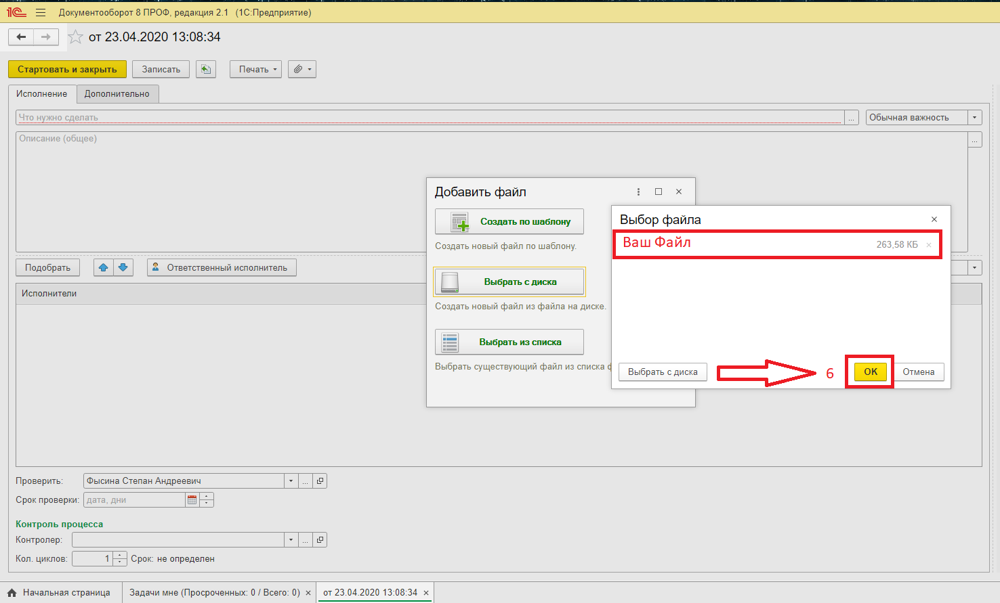 1С Документооборот 8 ПРОФ, редакция 2.1 (1С:Предприятие)
от 23.04.2020 13:08:34
Стартовать и закрыть Записать Печать
Исполнение Дополнительно
Что нужно сделать ... Обычная важность
Описание (общее) ...
Добавить файл
Создать по шаблону
Создать новый файл по шаблону.
Выбрать с диска
Создать новый файл из файла на диске.
Выбрать из списка
Выбрать существующий файл из списка ф
Выбор файла
Ваш Файл 263,58 КБ
Выбрать с диска 6 ОК Отмена
Подобрать Ответственный исполнитель
Исполнители
Проверить: Фысина Степан Андреевич ...
Срок проверки: дата, дни
Контроль процесса
Контролер: ...
Кол. циклов: 1 Срок: не определен
Начальная страница Задачи мне (Просроченных: 0 / Всего: 0) × от 23.04.2020 13:08:34 ×